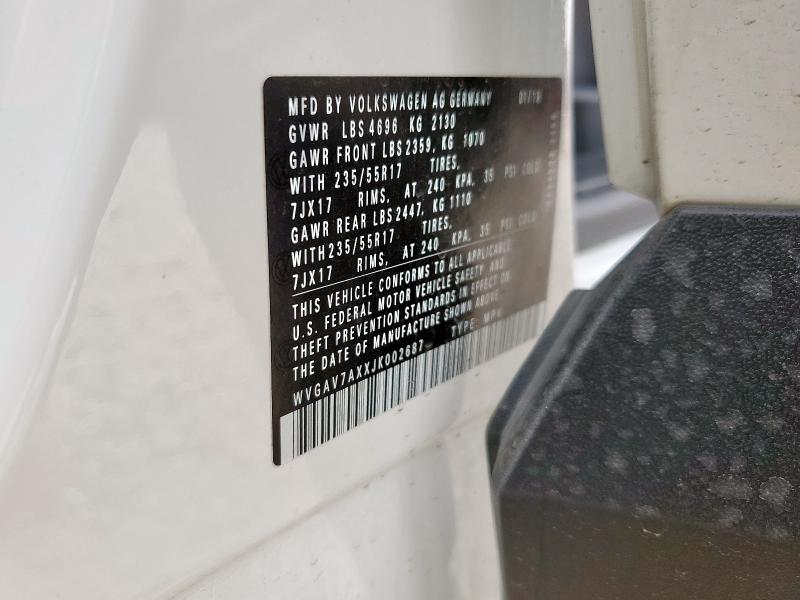 MFD BY VOLKSWAGEN AG GERMANY 01/18
GVWR LBS 4696 KG 2130
GAWR FRONT LBS 2359, KG 1070
WITH 235/55R17 TIRES,
7JX17 RIMS, AT 240 KPA, 35 PSI COLD
GAWR REAR LBS 2447, KG 1110
WITH 235/55R17 TIRES,
7JX17 RIMS, AT 240 KPA, 35 PSI COLD
THIS VEHICLE CONFORMS TO ALL APPLICABLE
U.S. FEDERAL MOTOR VEHICLE SAFETY, AND
THEFT PREVENTION STANDARDS IN EFFECT ON
THE DATE OF MANUFACTURE SHOWN ABOVE.
WVGAV7AXXJK002687 TYPE: MPV